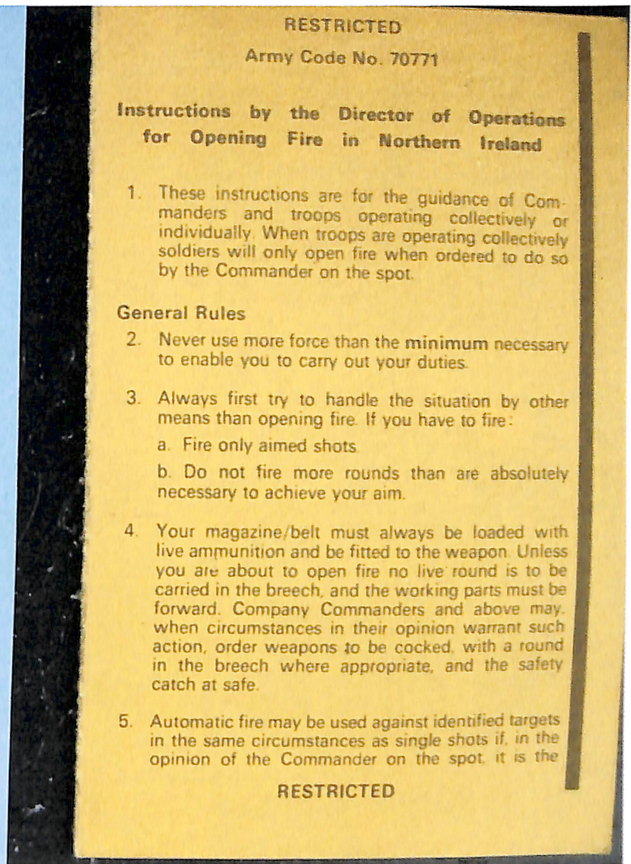 RESTRICTED
Army Code No. 70771
Instructions by the Director of Operations
for Opening Fire in Northern Ireland
1. These instructions are for the guidance of Com-
manders and troops operating collectively or
individually. When troops are operating collectively
soldiers will only open fire when ordered to do so
by the Commander on the spot.
General Rules
2. Never use more force than the minimum necessary
to enable you to carry out your duties.
3. Always first try to handle the situation by other
means than opening fire. If you have to fire:
a. Fire only aimed shots.
b. Do not fire more rounds than are absolutely
necessary to achieve your aim.
4. Your magazine/belt must always be loaded with
live ammunition and be fitted to the weapon. Unless
you are about to open fire no live round is to be
carried in the breech, and the working parts must be
forward. Company Commanders and above may,
when circumstances in their opinion warrant such
action, order weapons to be cocked, with a round
in the breech where appropriate, and the safety
catch at safe.
5. Automatic fire may be used against identified targets
in the same circumstances as single shots if, in the
opinion of the Commander on the spot, it is the
RESTRICTED